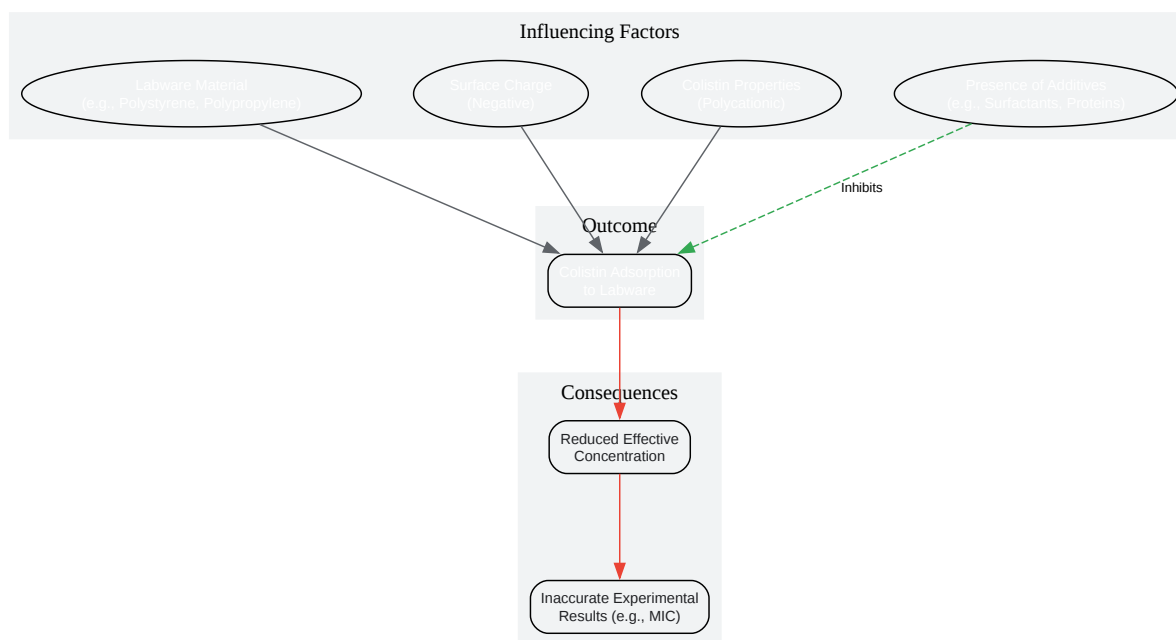 Influencing Factors
Labware Material
(e.g., Polystyrene, Polypropylene)
Surface Charge
(Negative)
Colistin Properties
(Polycationic)
Presence of Additives
(e.g., Surfactants, Proteins)
Inhibits
Outcome
Colistin Adsorption
to Labware
Consequences
Reduced Effective
Concentration
Inaccurate Experimental
Results (e.g., MIC)